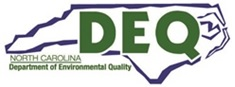 DEQ
NORTH CAROLINA
Department of Environmental Quality